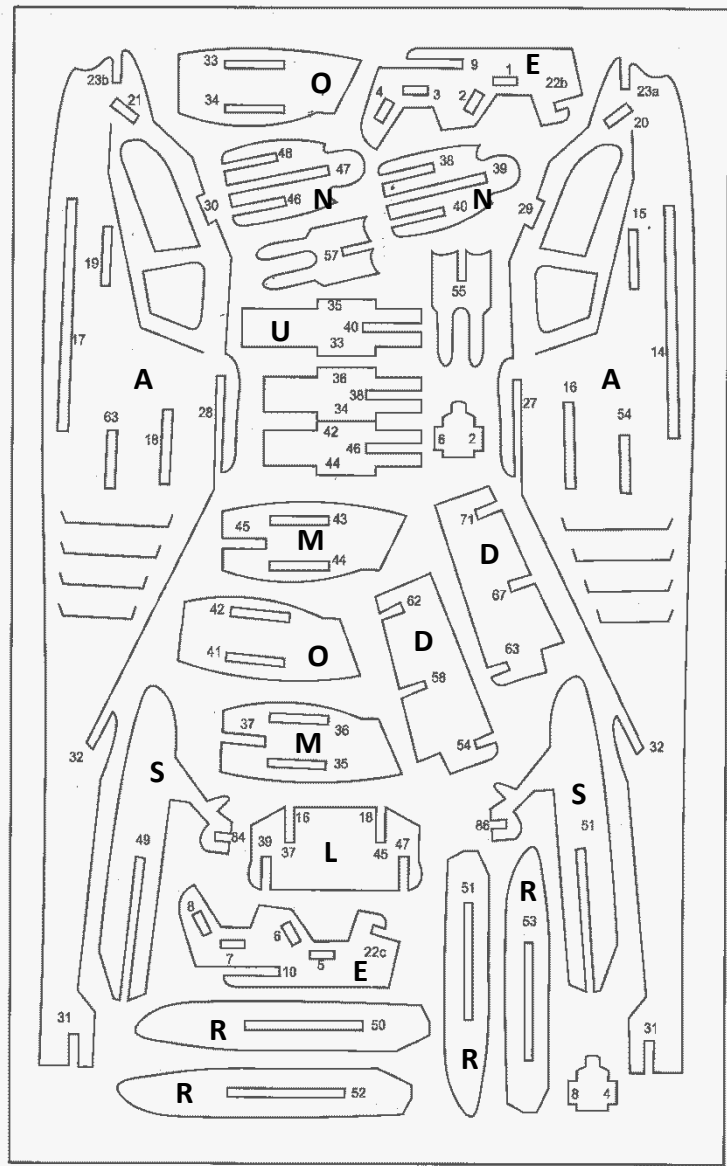 33 O 34
9 1 E 22b
4 3 2
23b 21
23a 20
48 47 N 46
38 39 N 40
30 29
57 55
19 17
15 14
35 U 40 33
36 38 34
42 46 44
6 2
A 63 18 28
A 16 54 27
45 43 M 44
71 D 67 63
42 41 O
62 D 58 54
37 36 M 35
32 32
S 49 84
S 51 86
16 18
39 37 L 45 47
8 7 6 5 22c
10 E
51 R
R 53
31 31
R 50
R 52
8 4